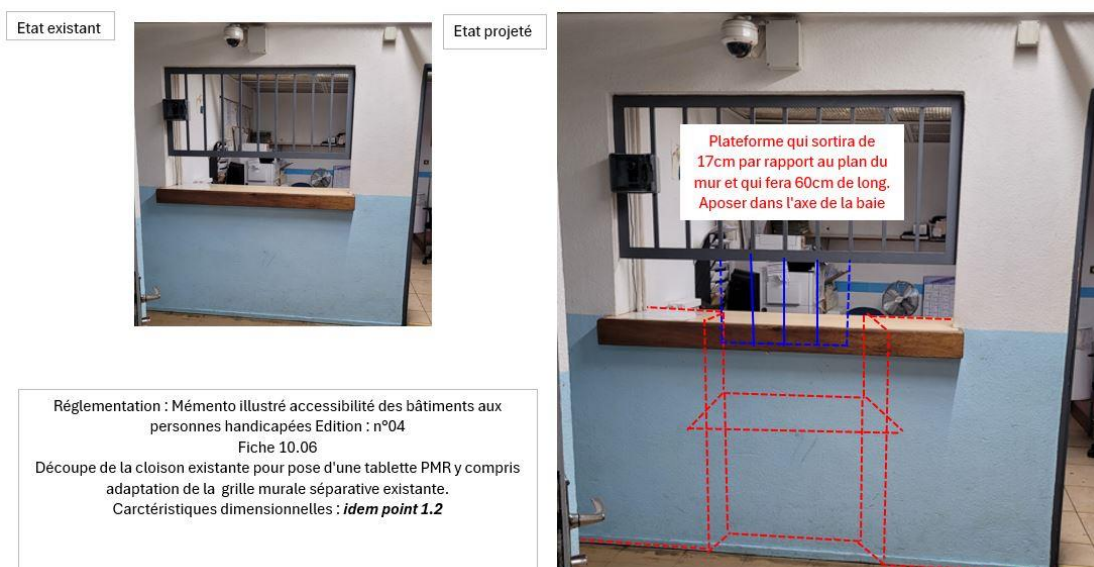 Etat existant
Etat projeté
Plateforme qui sortira de
17cm par rapport au plan du
mur et qui fera 60cm de long.
Aposer dans l'axe de la baie
Réglementation : Mémento illustré accessibilité des bâtiments aux
personnes handicapées Edition : n°04
Fiche 10.06
Découpe de la cloison existante pour pose d'une tablette PMR y compris
adaptation de la grille murale séparative existante.
Carctéristiques dimensionnelles : idem point 1.2